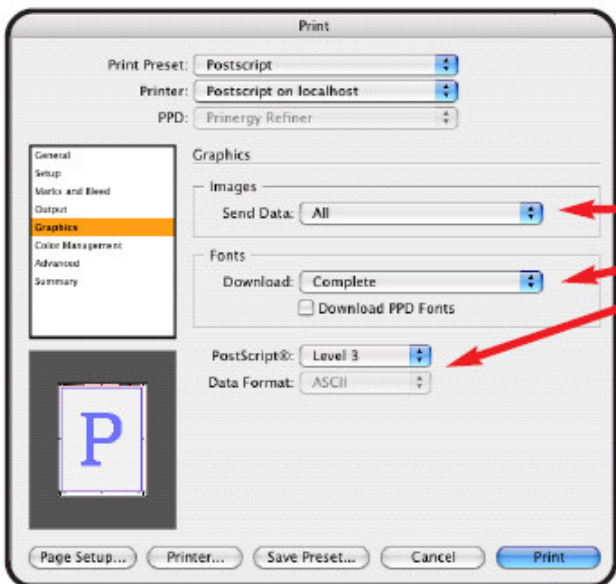 Print
Print Preset: Postscript
Printer: Postscript on localhost
PPD: Prinergy Refiner
General
Setup
Marks and Bleed
Output
Graphics
Color Management
Advanced
Summary
Graphics
Images
Send Data: All
Fonts
Download: Complete
Download PPD Fonts
PostScript®: Level 3
Data Format: ASCII
P
Page Setup... Printer... Save Preset... Cancel Print